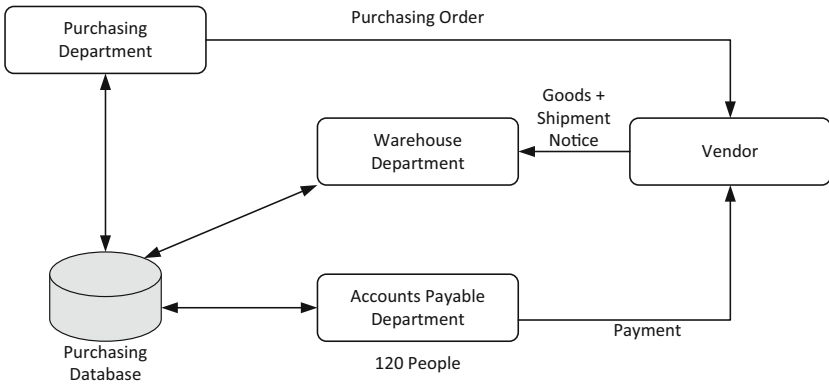 Purchasing Order
Purchasing
Department
Goods +
Shipment
Notice
Warehouse
Department
Vendor
Accounts Payable
Department
Payment
Purchasing
Database
120 People